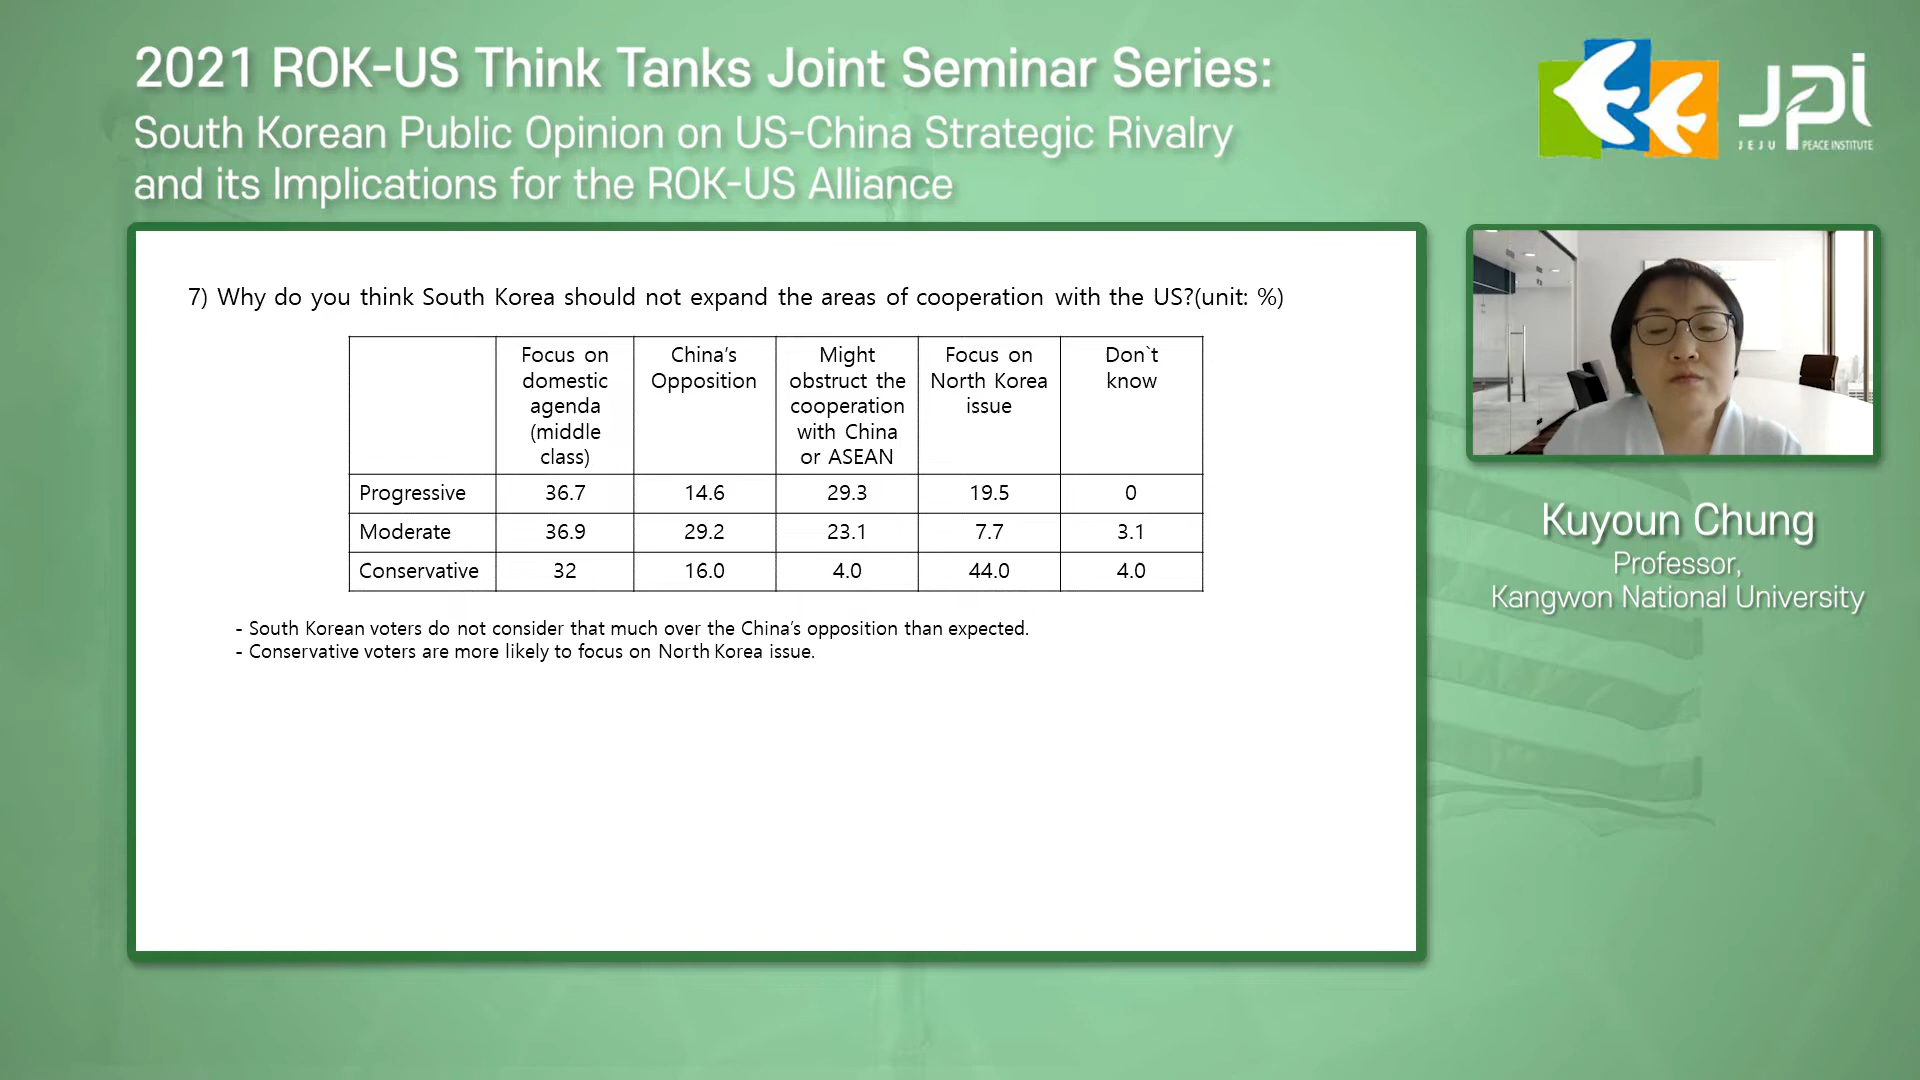 2021 ROK-US Think Tanks Joint Seminar Series:
South Korean Public Opinion on US-China Strategic Rivalry
and its Implications for the ROK-US Alliance
JPI
JEJU PEACE INSTITUTE
7) Why do you think South Korea should not expand the areas of cooperation with the US?(unit: %)
Focus on domestic agenda (middle class) China’s Opposition Might obstruct the cooperation with China or ASEAN Focus on North Korea issue Don`t know
Progressive 36.7 14.6 29.3 19.5 0
Moderate 36.9 29.2 23.1 7.7 3.1
Conservative 32 16.0 4.0 44.0 4.0
- South Korean voters do not consider that much over the China’s opposition than expected.
- Conservative voters are more likely to focus on North Korea issue.
Kuyoun Chung
Professor,
Kangwon National University